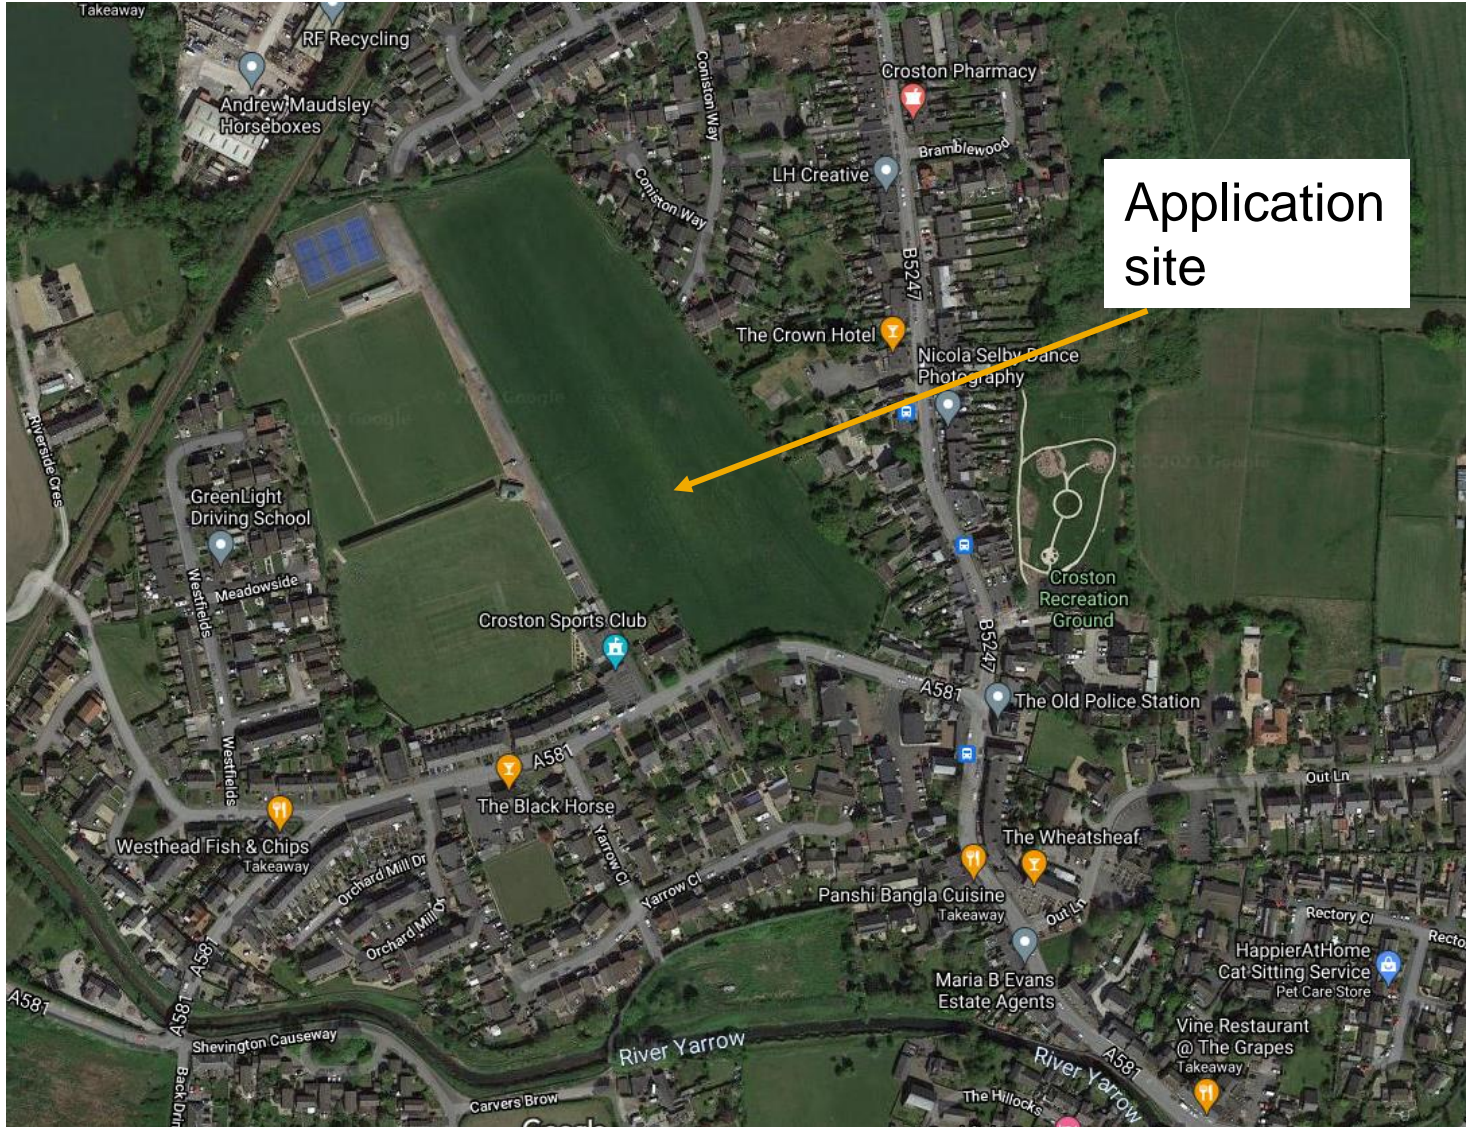 Takeaway
RF Recycling
Andrew Maudsley
Horseboxes
Coniston Way
Coniston Way
Croston Pharmacy
Bramblewood
LH Creative
B5247
Application
site
The Crown Hotel
Nicola Selby Dance
Photography
Riverside Cres
GreenLight
Driving School
Meadowside
Westfields
Westfields
Croston Sports Club
Croston
Recreation
Ground
B5247
A581
The Old Police Station
A581
The Black Horse
Westhead Fish & Chips
Takeaway
Orchard Mill Dr
Orchard Mill Dr
Yarrow Cl
Yarrow Cl
Out Ln
The Wheatsheaf
Panshi Bangla Cuisine
Takeaway
Out Ln
Rectory Cl
Recto
HappierAtHome
Cat Sitting Service
Pet Care Store
Maria B Evans
Estate Agents
A581
A581
A581
Shevington Causeway
River Yarrow
River Yarrow
A581
Vine Restaurant
@ The Grapes
Takeaway
Back Dri
Carvers Brow
The Hillocks
Google